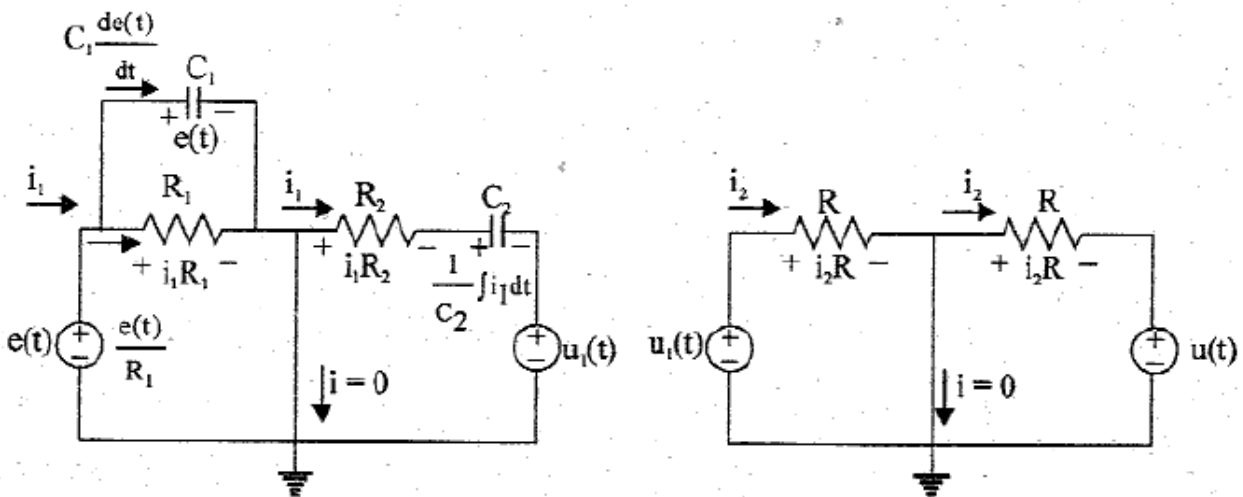 C₁ de(t)/dt
C₁
+ −
e(t)
i₁
R₁
+ i₁R₁ −
i₁
R₂
+ i₁R₂ −
C₂
+ −
1/C₂ ∫i₁dt
e(t)
+ −
e(t)/R₁
i = 0
+ −
u₁(t)
i₂
R
+ i₂R −
i₂
R
+ i₂R −
u₁(t)
+ −
i = 0
+ −
u(t)